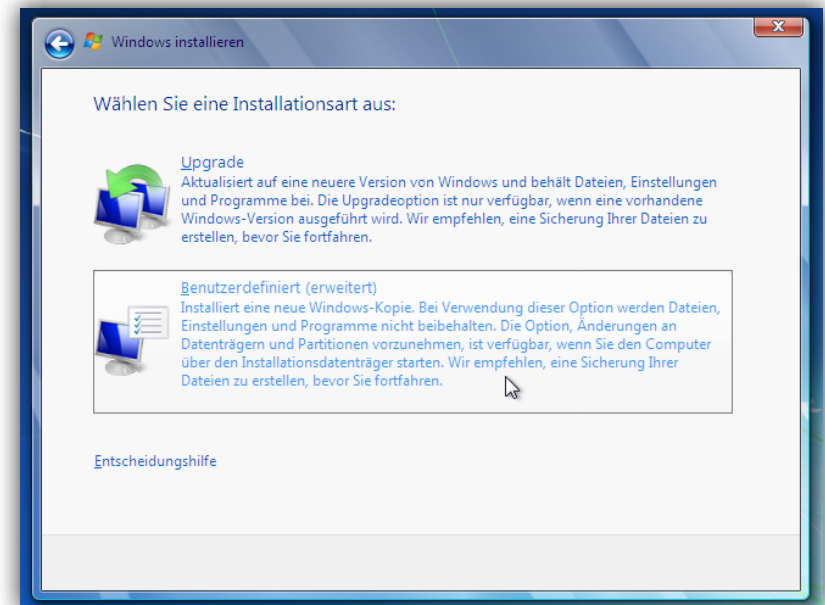 Windows installieren
Wählen Sie eine Installationsart aus:
Upgrade
Aktualisiert auf eine neuere Version von Windows und behält Dateien, Einstellungen
und Programme bei. Die Upgradeoption ist nur verfügbar, wenn eine vorhandene
Windows-Version ausgeführt wird. Wir empfehlen, eine Sicherung Ihrer Dateien zu
erstellen, bevor Sie fortfahren.
Benutzerdefiniert (erweitert)
Installiert eine neue Windows-Kopie. Bei Verwendung dieser Option werden Dateien,
Einstellungen und Programme nicht beibehalten. Die Option, Änderungen an
Datenträgern und Partitionen vorzunehmen, ist verfügbar, wenn Sie den Computer
über den Installationsdatenträger starten. Wir empfehlen, eine Sicherung Ihrer
Dateien zu erstellen, bevor Sie fortfahren.
Entscheidungshilfe